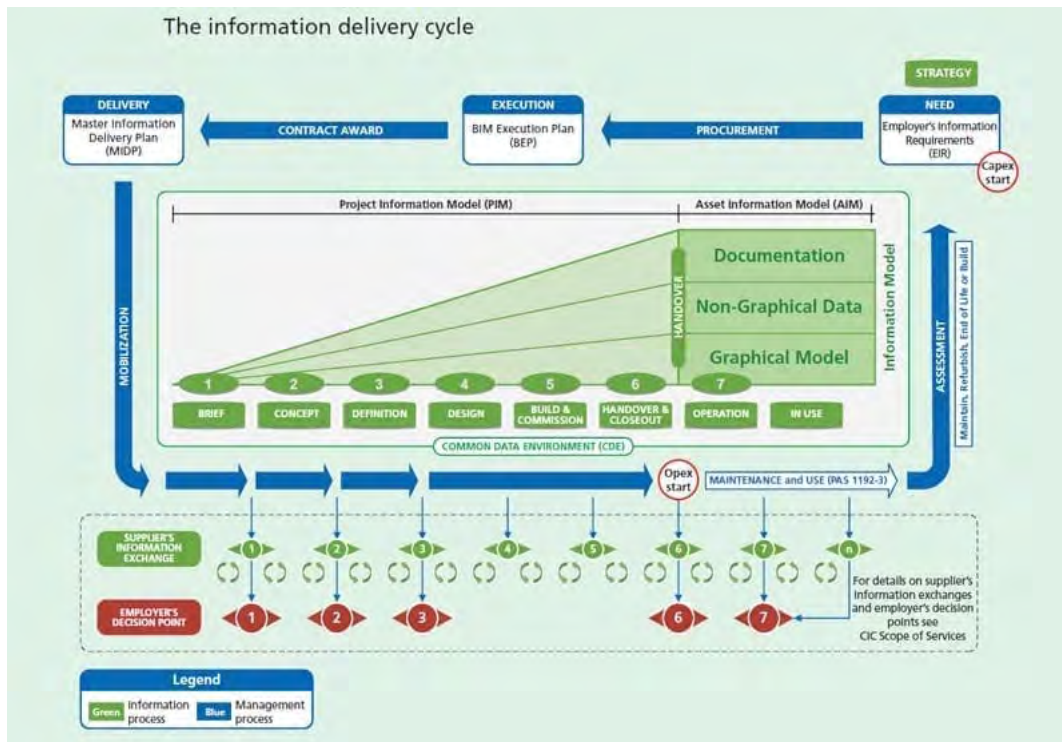 The information delivery cycle
STRATEGY
DELIVERY
Master Information
Delivery Plan
(MIDP)
CONTRACT AWARD
EXECUTION
BIM Execution Plan
(BEP)
PROCUREMENT
NEED
Employer's Information
Requirements
(EIR)
Capex
start
Project Information Model (PIM)
Asset Information Model (AIM)
MOBILIZATION
HANDOVER
Documentation
Non-Graphical Data
Graphical Model
Information Model
ASSESSMENT
Maintain, Refurbish, End of Life or Build
1
2
3
4
5
6
7
BRIEF
CONCEPT
DEFINITION
DESIGN
BUILD &
COMMISSION
HANDOVER &
CLOSEOUT
OPERATION
IN USE
COMMON DATA ENVIRONMENT (CDE)
Opex
start
MAINTENANCE and USE (PAS 1192-3)
SUPPLIER'S
INFORMATION
EXCHANGE
1
2
3
4
5
6
7
n
EMPLOYER'S
DECISION POINT
1
2
3
6
7
For details on supplier's
information exchanges
and employer's decision
points see
CIC Scope of Services
Legend
Green
Information
process
Blue
Management
process